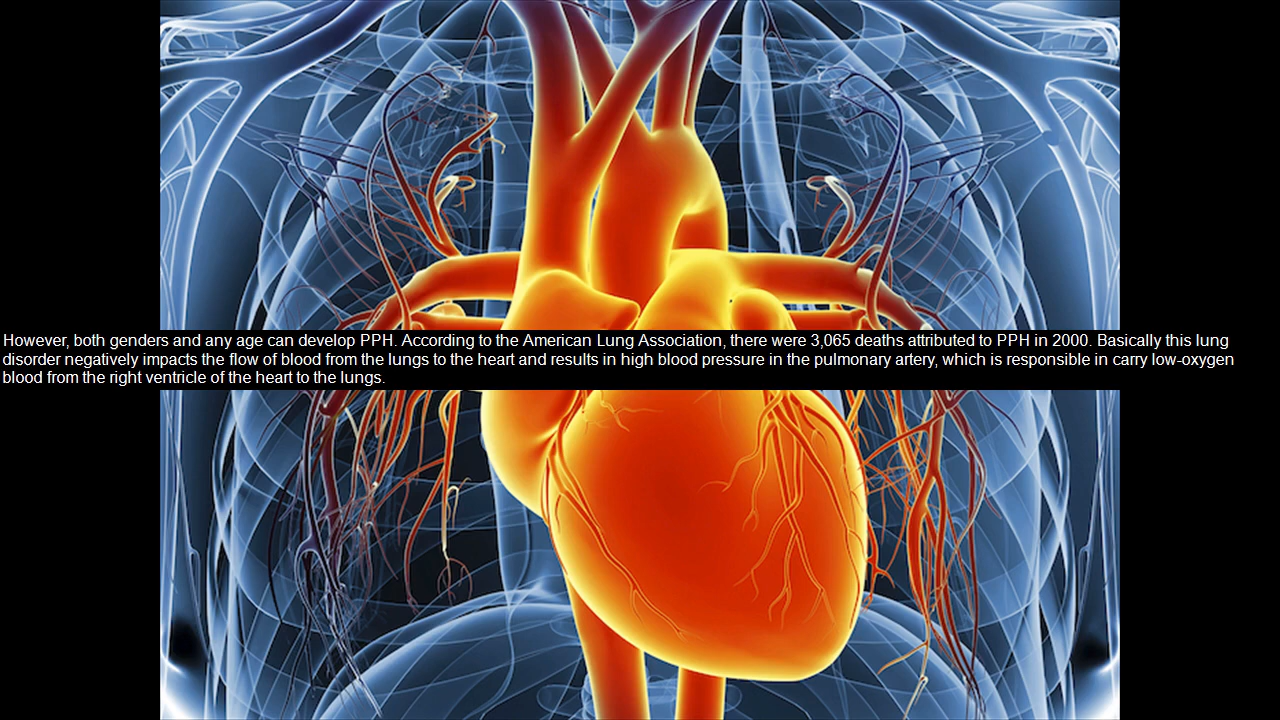 However, both genders and any age can develop PPH. According to the American Lung Association, there were 3,065 deaths attributed to PPH in 2000. Basically this lung
disorder negatively impacts the flow of blood from the lungs to the heart and results in high blood pressure in the pulmonary artery, which is responsible in carry low-oxygen
blood from the right ventricle of the heart to the lungs.